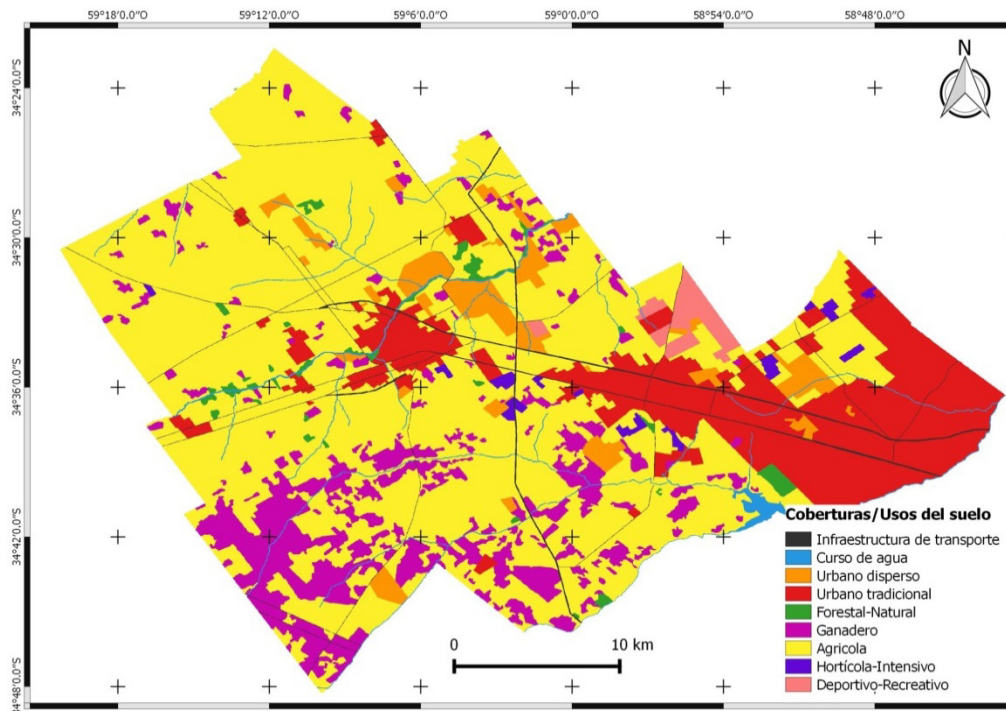 59°18'0.0"O 59°12'0.0"O 59°6'0.0"O 59°0'0.0"O 58°54'0.0"O 58°48'0.0"O
N
34°24'0.0"S
34°30'0.0"S
34°36'0.0"S
34°42'0.0"S
34°48'0.0"S
0 10 km
Coberturas/Usos del suelo
Infraestructura de transporte
Curso de agua
Urbano disperso
Urbano tradicional
Forestal-Natural
Ganadero
Agricola
Hortícola-Intensivo
Deportivo-Recreativo